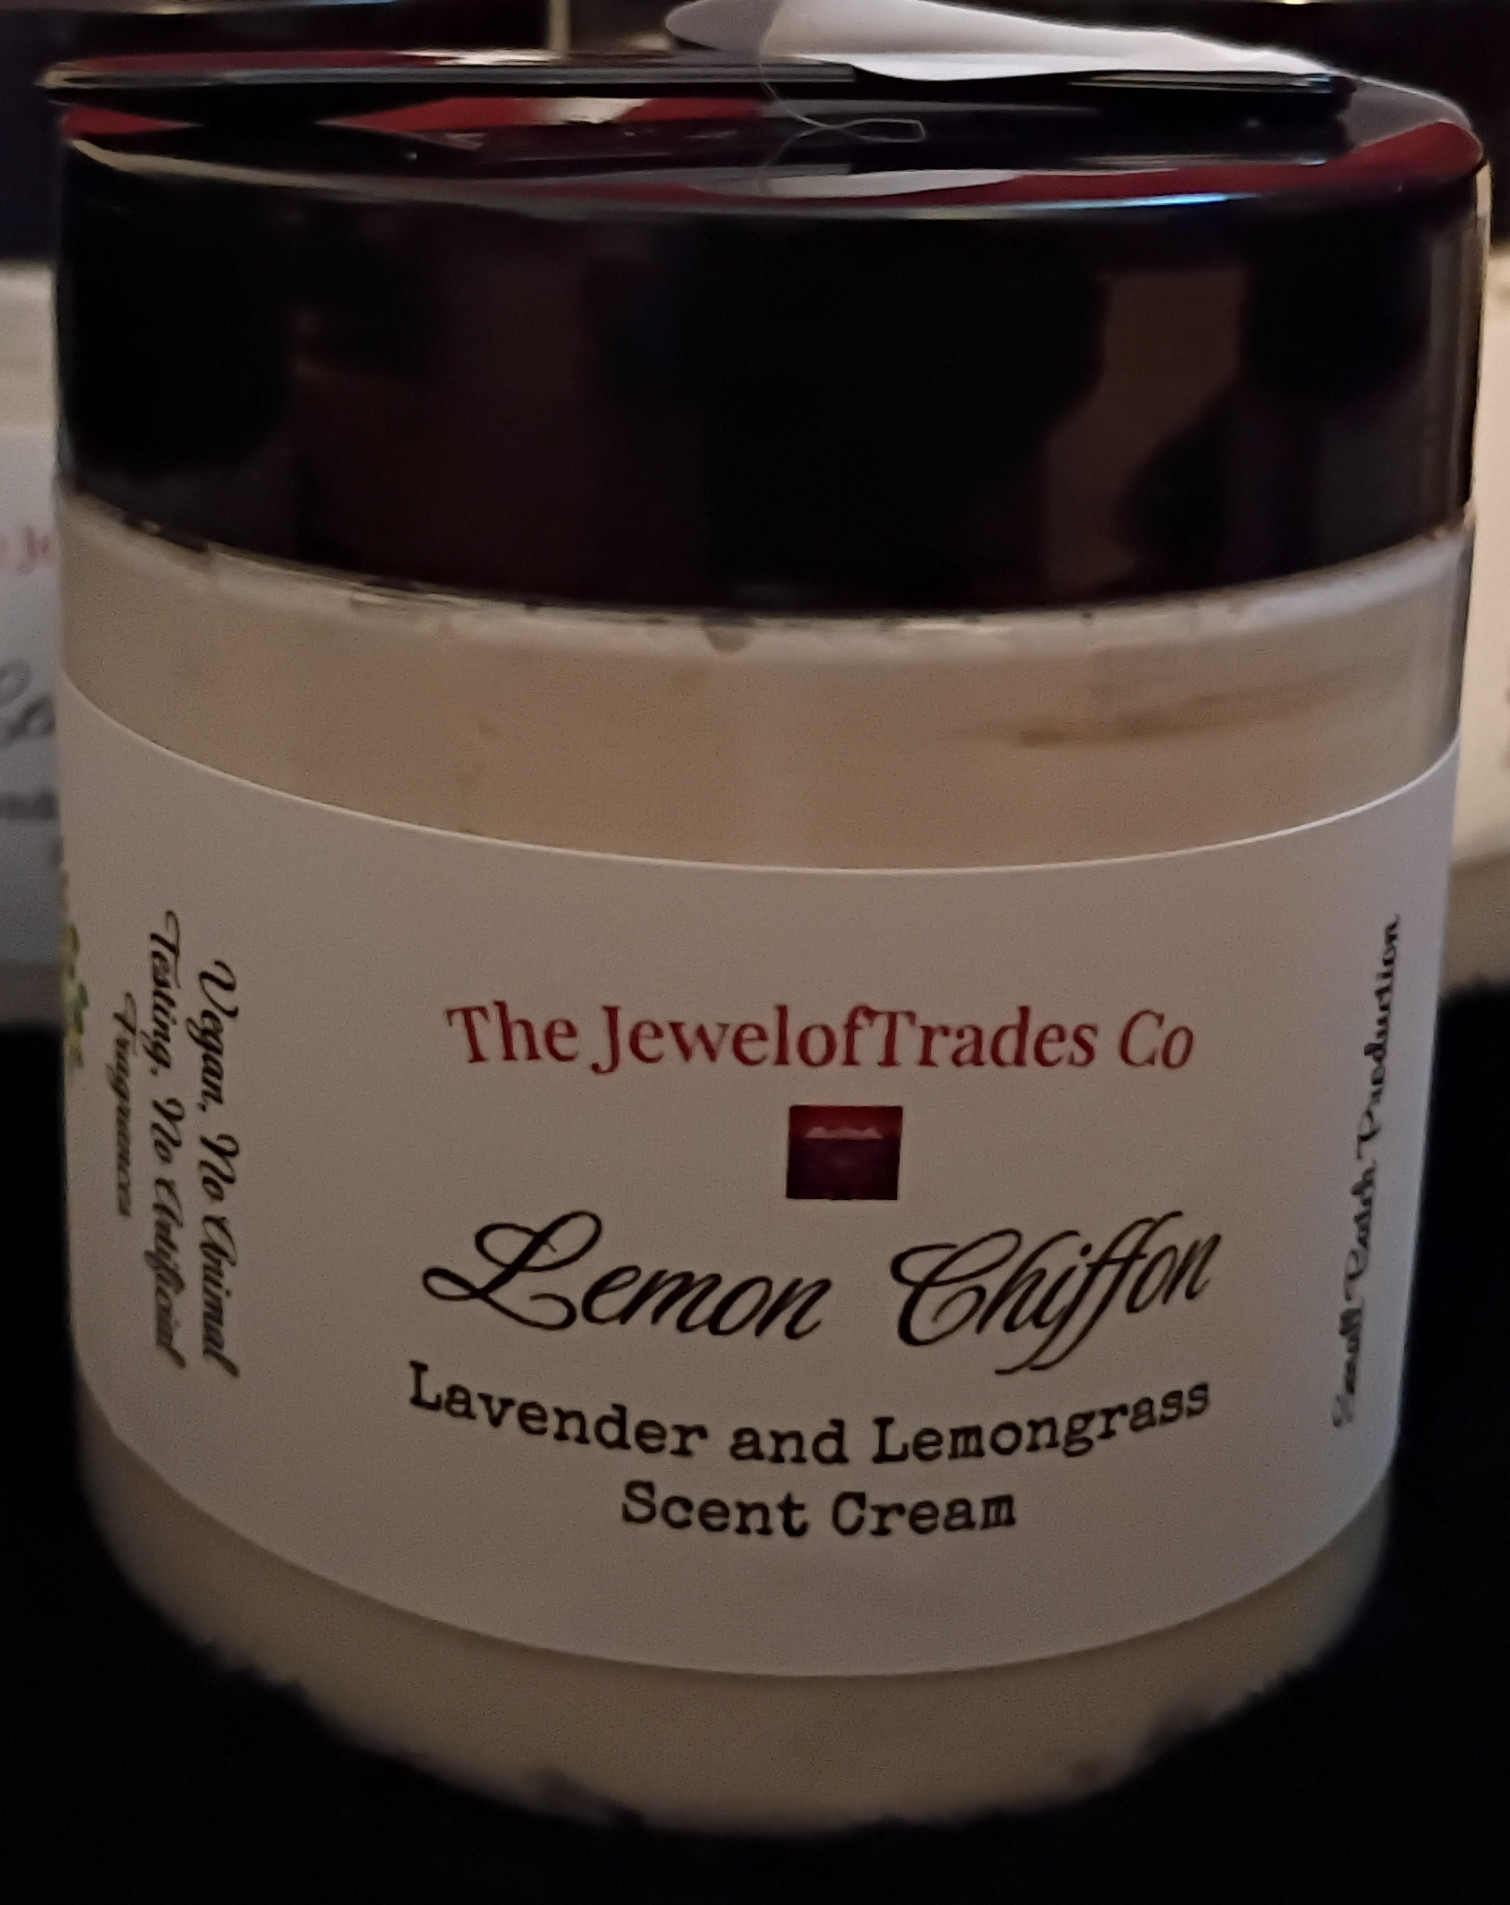 The JewelofTrades Co
Lemon Chiffon
Lavender and Lemongrass
Scent Cream
Vegan, No Animal
Testing, No Artificial
Fragrances
Small Batch Production